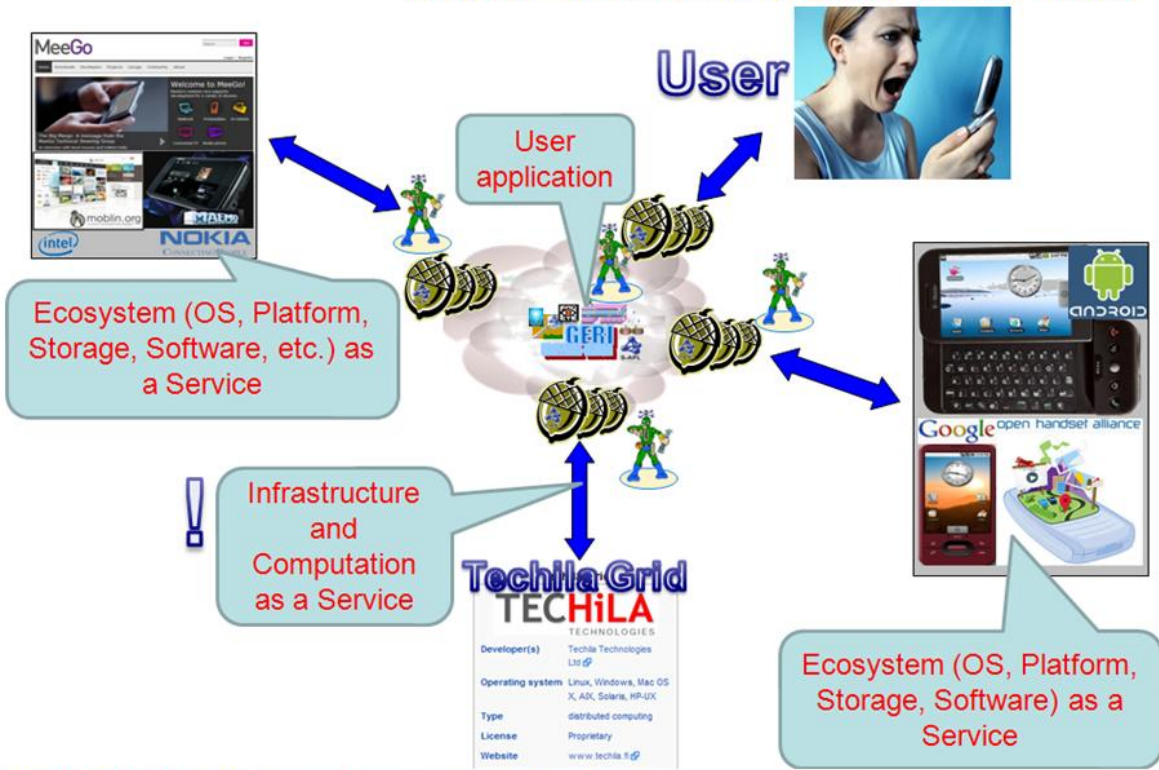 MeeGo
Welcome to MeeGo!
moblin.org
intel
NOKIA
CONNECTING PEOPLE
Ecosystem (OS, Platform,
Storage, Software, etc.) as
a Service
User
application
User
GERI
S-APL
ANDROID
Google open handset alliance
Ecosystem (OS, Platform,
Storage, Software) as a
Service
!
Infrastructure
and
Computation
as a Service
Techila Grid
TECHiLA
TECHNOLOGIES
Developer(s) Techila Technologies
Ltd
Operating system Linux, Windows, Mac OS
X, AIX, Solaris, HP-UX
Type distributed computing
License Proprietary
Website www.techila.fi